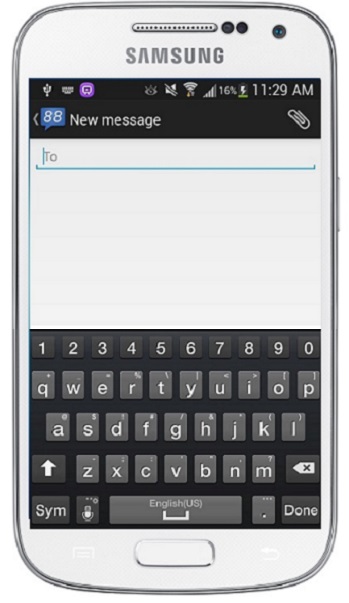 SAMSUNG
16% 11:29 AM
88 New message
To
1 2 3 4 5 6 7 8 9 0
q w e r t y u i o p
a s d f g h j k l
z x c v b n m
Sym English(US) . Done